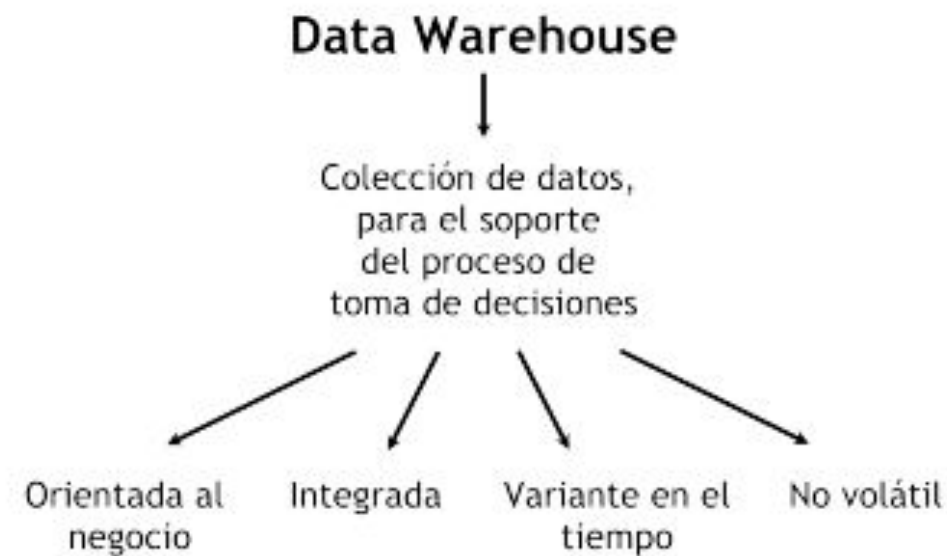 Data Warehouse
Colección de datos,
para el soporte
del proceso de
toma de decisiones
Orientada al
negocio
Integrada
Variante en el
tiempo
No volátil